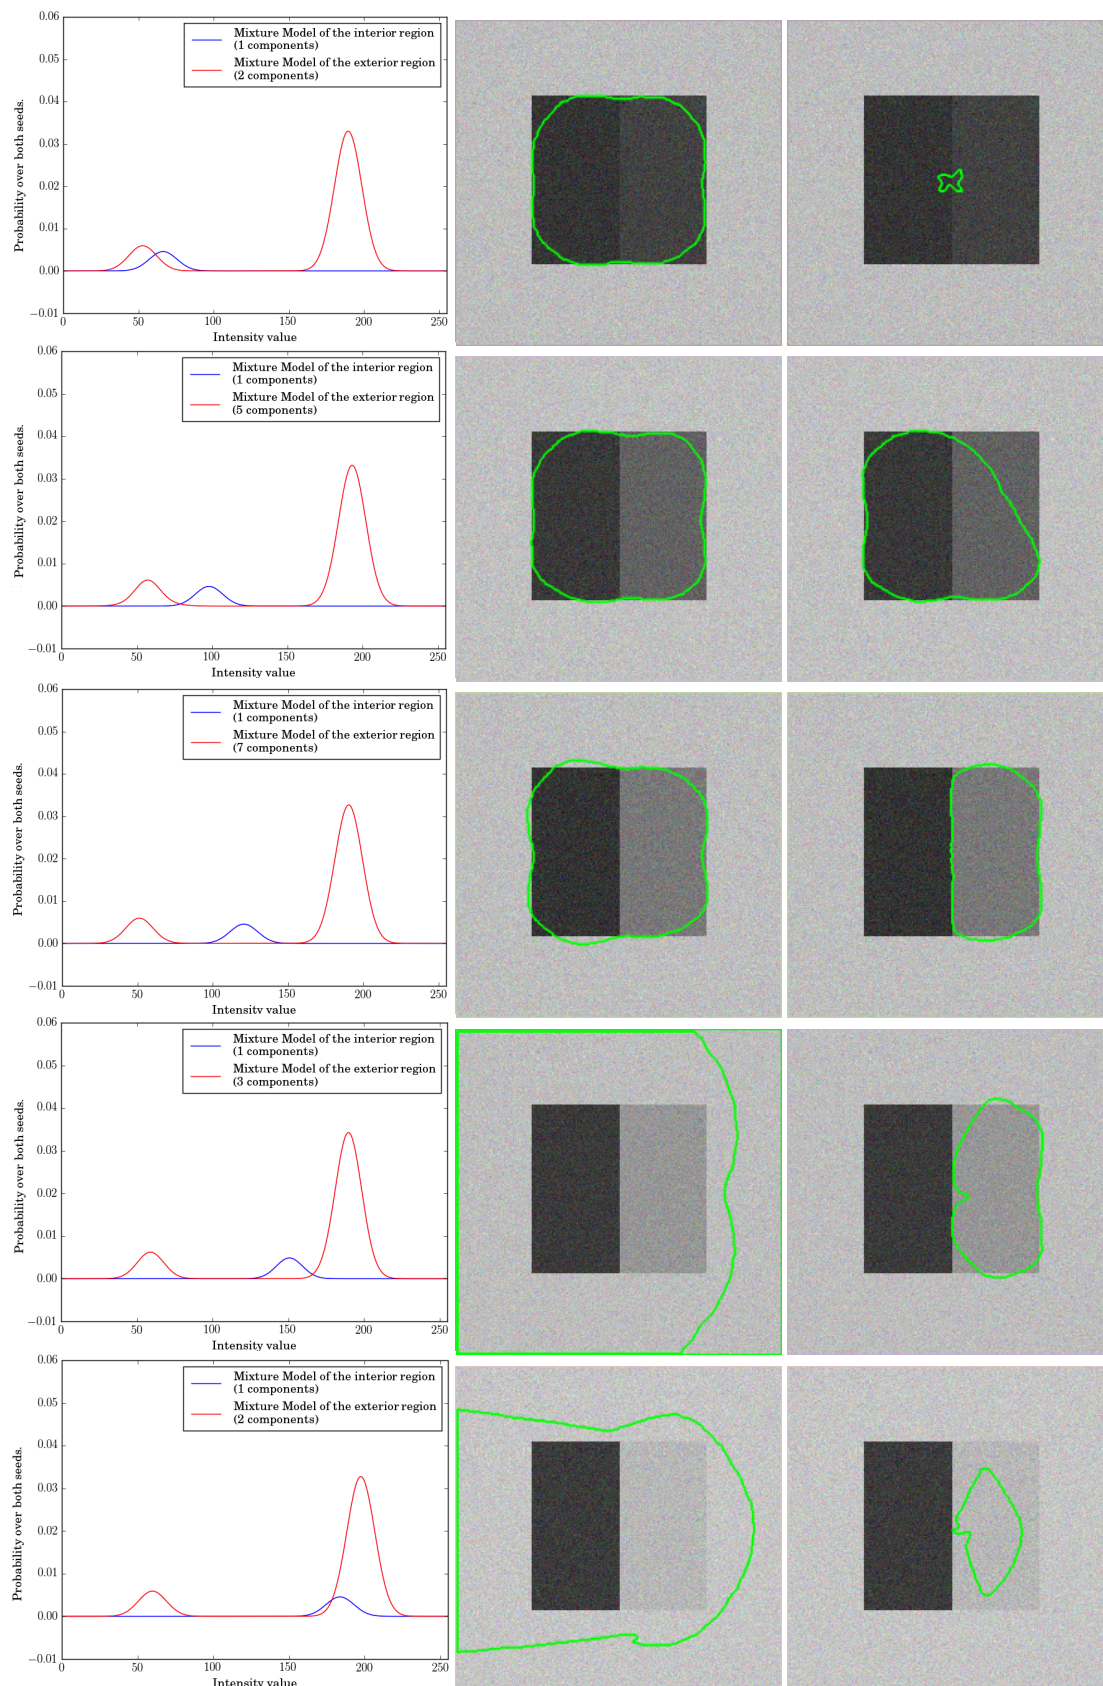 0.06
Mixture Model of the interior region
(1 components)
Mixture Model of the exterior region
(2 components)
0.05
0.04
0.03
0.02
0.01
0.00
−0.01
0 50 100 150 200 250
Probability over both seeds.
Intensity value
0.06
Mixture Model of the interior region
(1 components)
Mixture Model of the exterior region
(5 components)
0.05
0.04
0.03
0.02
0.01
0.00
−0.01
0 50 100 150 200 250
Probability over both seeds.
Intensity value
0.06
Mixture Model of the interior region
(1 components)
Mixture Model of the exterior region
(7 components)
0.05
0.04
0.03
0.02
0.01
0.00
−0.01
0 50 100 150 200 250
Probability over both seeds.
Intensity value
0.06
Mixture Model of the interior region
(1 components)
Mixture Model of the exterior region
(3 components)
0.05
0.04
0.03
0.02
0.01
0.00
−0.01
0 50 100 150 200 250
Probability over both seeds.
Intensity value
0.06
Mixture Model of the interior region
(1 components)
Mixture Model of the exterior region
(2 components)
0.05
0.04
0.03
0.02
0.01
0.00
−0.01
0 50 100 150 200 250
Probability over both seeds.
Intensity value